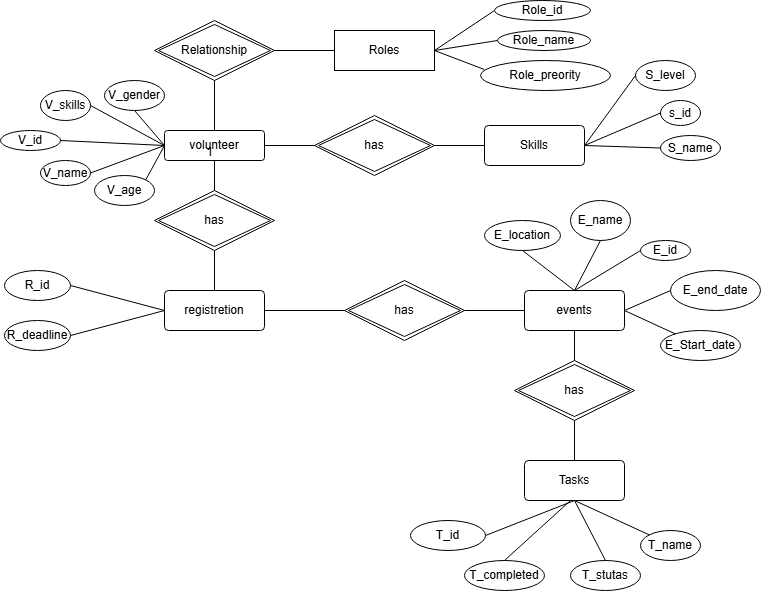 Role_id
Relationship
Roles
Role_name
Role_preority
S_level
V_gender
V_skills
s_id
V_id
volunteer
has
Skills
S_name
V_name
V_age
has
E_name
E_location
E_id
R_id
E_end_date
registretion
has
events
R_deadline
E_Start_date
has
Tasks
T_id
T_name
T_completed
T_stutas